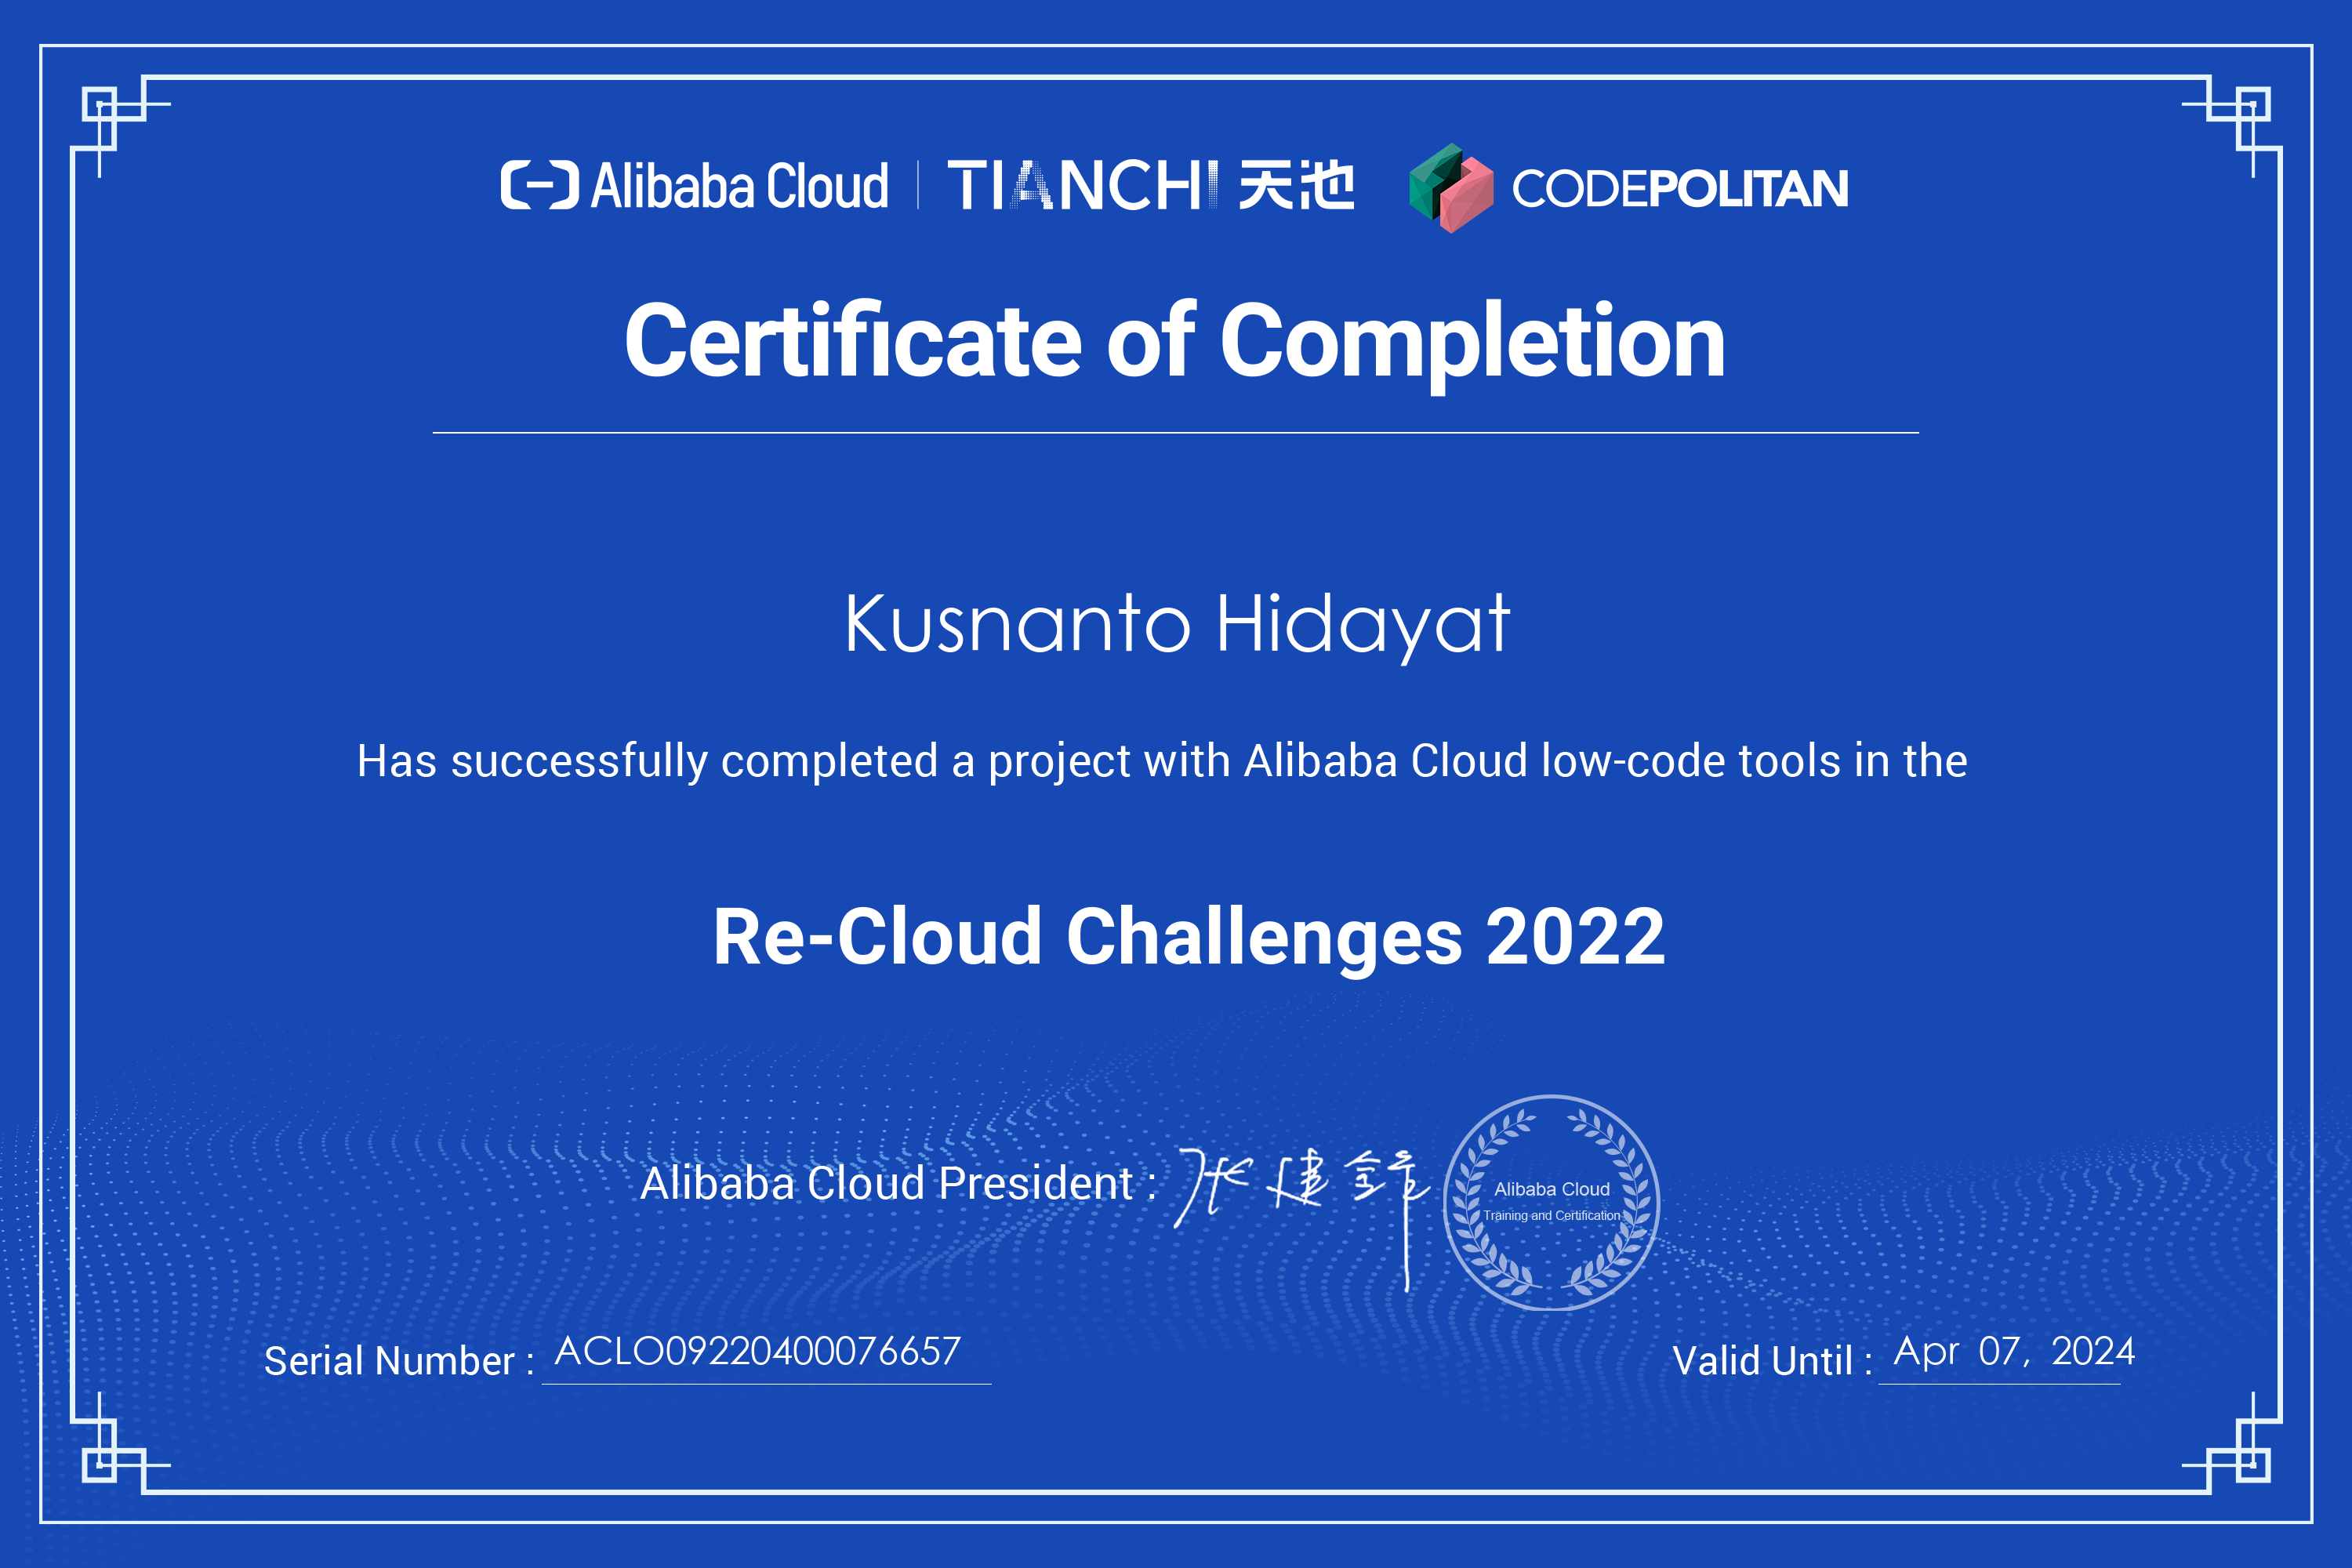 Alibaba Cloud | TIANCHI 天池 CODEPOLITAN
Certificate of Completion
Kusnanto Hidayat
Has successfully completed a project with Alibaba Cloud low-code tools in the
Re-Cloud Challenges 2022
Alibaba Cloud President : 张建锋
Alibaba Cloud
Training and Certification
Serial Number : ACLO09220400076657
Valid Until : Apr 07, 2024